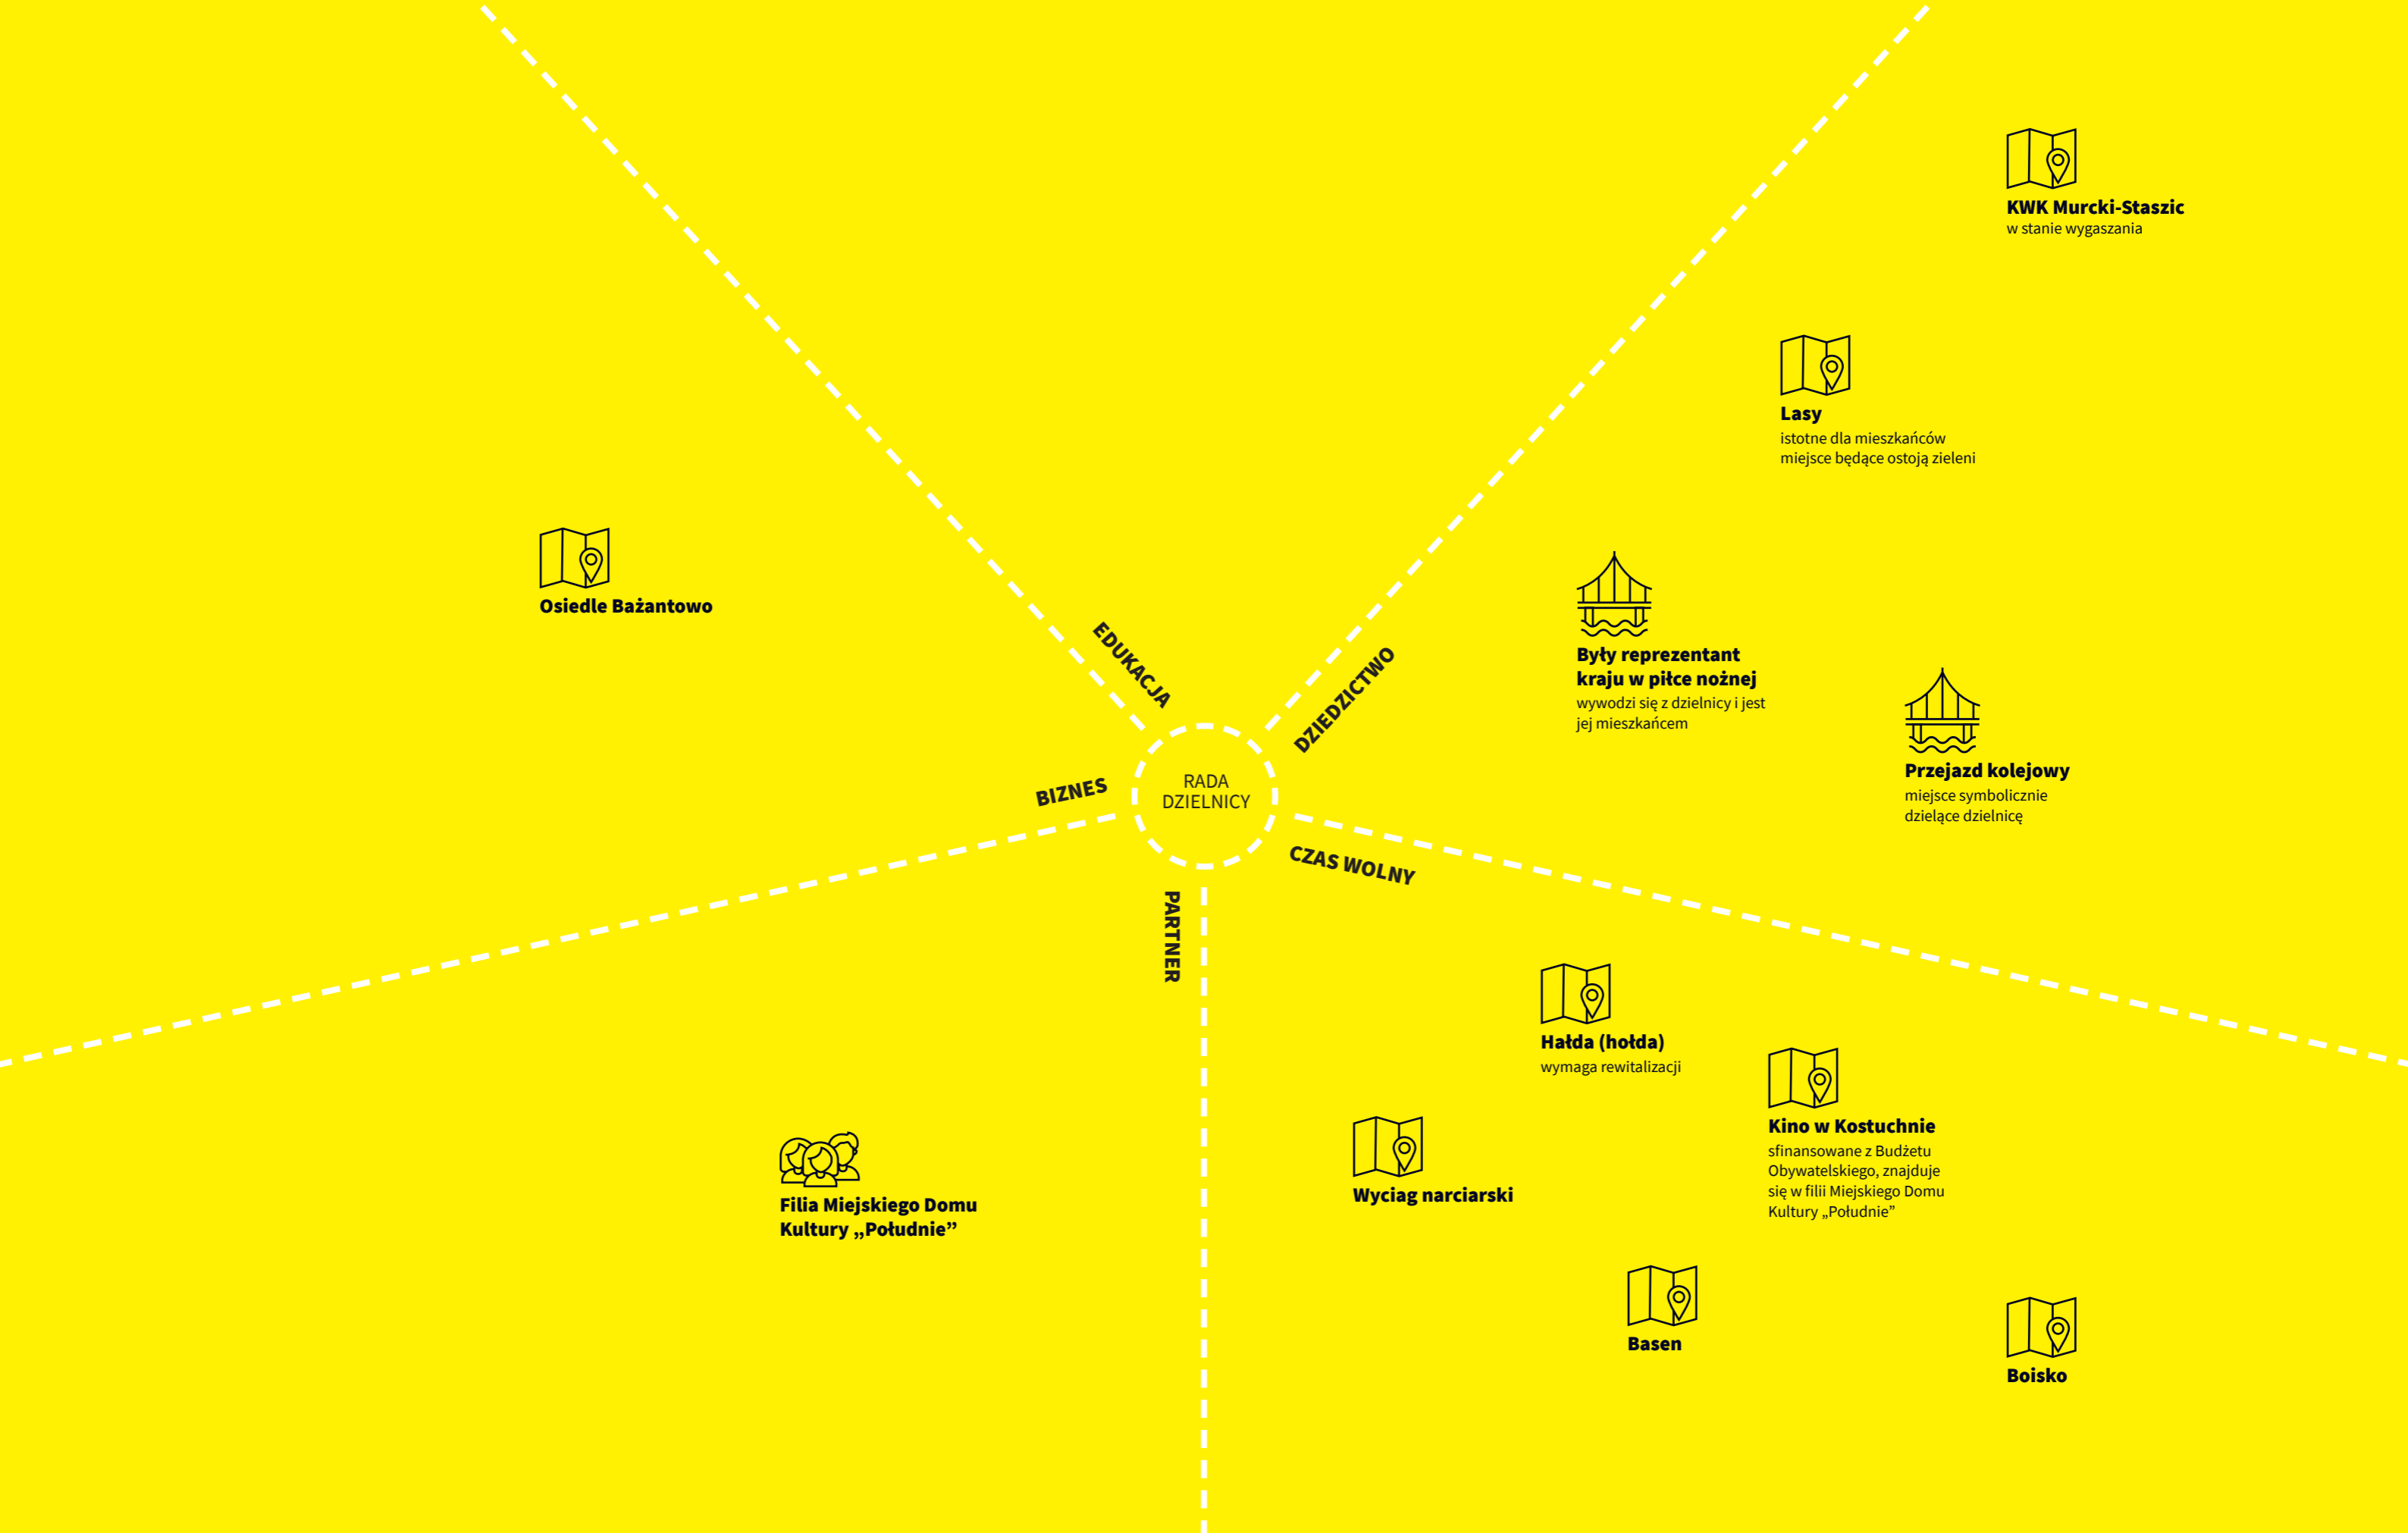 KWK Murcki-Staszic
w stanie wygaszania
Lasy
istotne dla mieszkańców
miejsce będące ostoją zieleni
Osiedle Bażantowo
EDUKACJA
DZIEDZICTWO
Były reprezentant
kraju w piłce nożnej
wywodzi się z dzielnicy i jest
jej mieszkańcem
Przejazd kolejowy
miejsce symbolicznie
dzielące dzielnicę
BIZNES
RADA
DZIELNICY
CZAS WOLNY
PARTNER
Hałda (hołda)
wymaga rewitalizacji
Kino w Kostuchnie
sfinansowane z Budżetu
Obywatelskiego, znajduje
się w filii Miejskiego Domu
Kultury „Południe”
Wyciag narciarski
Filia Miejskiego Domu
Kultury „Południe”
Basen
Boisko